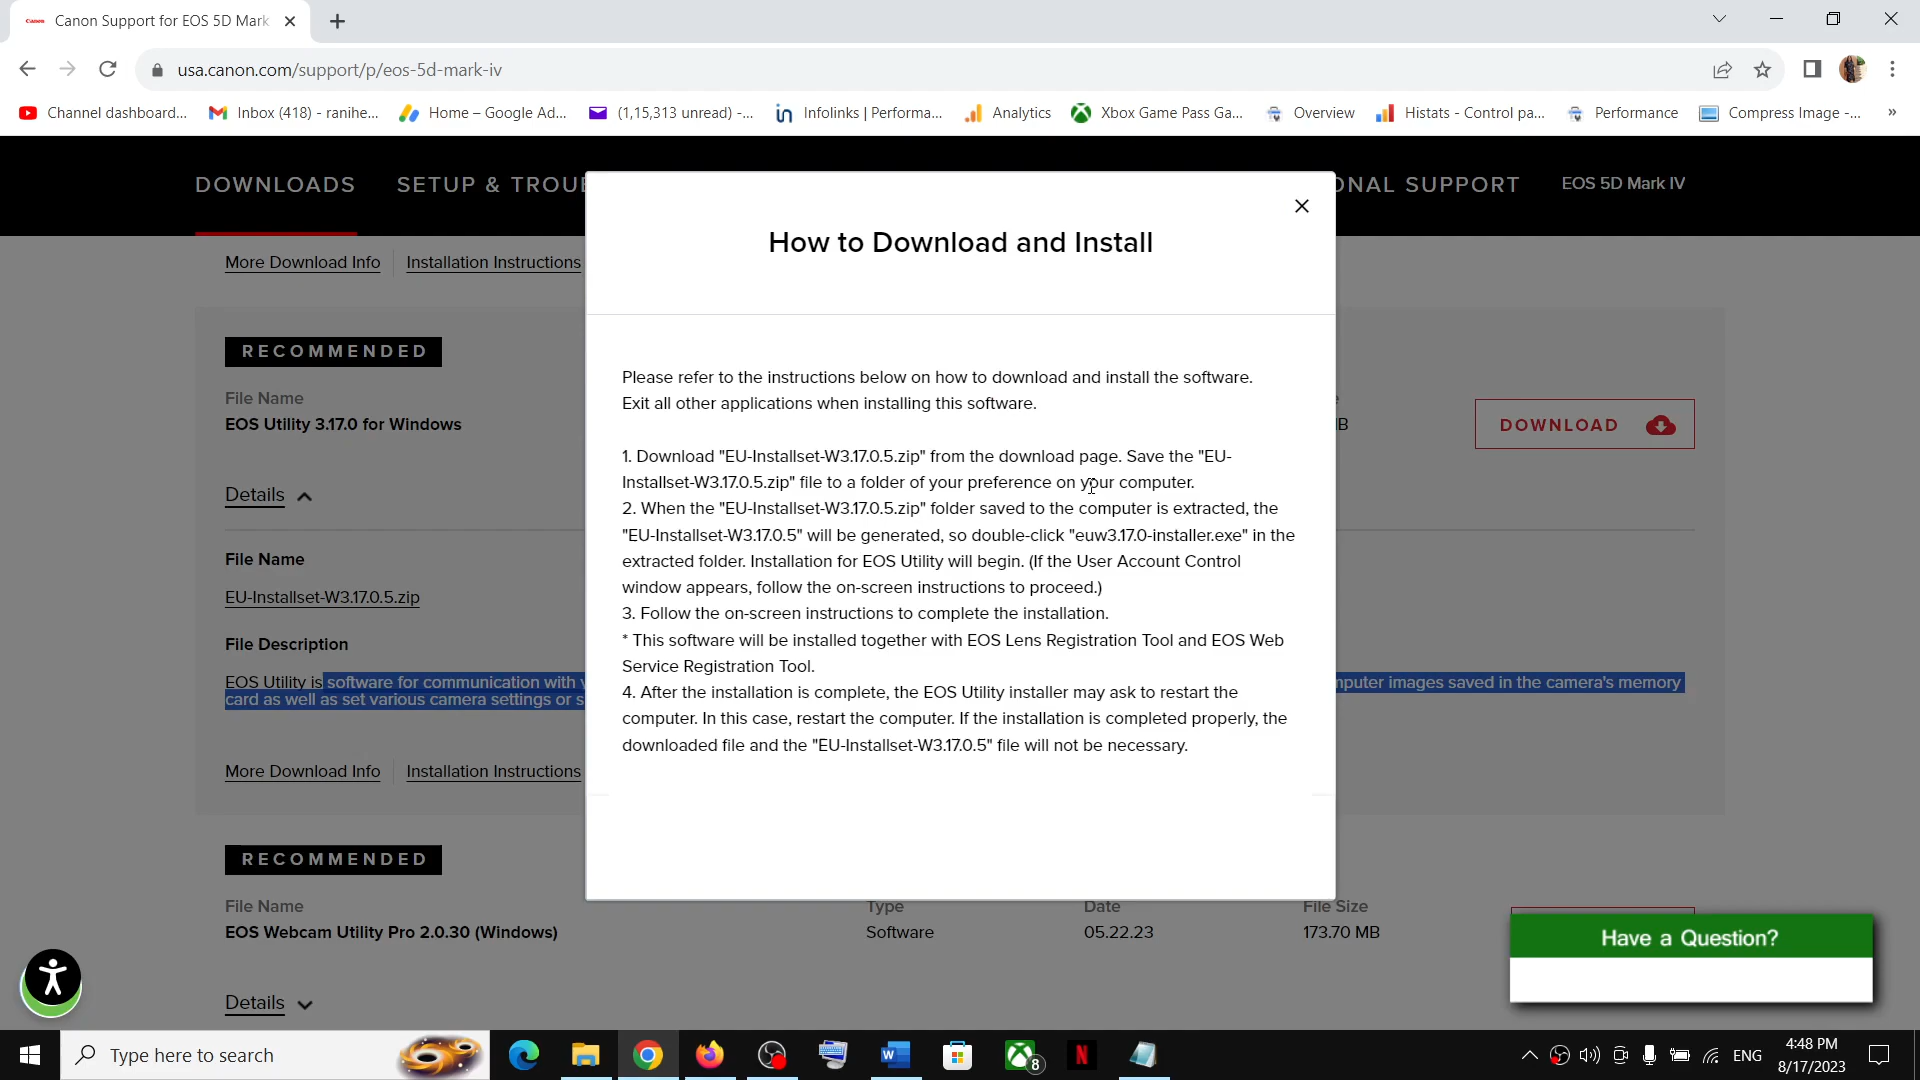 Canon Support for EOS 5D Mark
usa.canon.com/support/p/eos-5d-mark-iv
Channel dashboard...
Inbox (418) - ranihe...
Home – Google Ad...
(1,15,313 unread) -...
Infolinks | Performa...
Analytics
Xbox Game Pass Ga...
Overview
Histats - Control pa...
Performance
Compress Image -...
»
DOWNLOADS
SETUP & TROU
ONAL SUPPORT
EOS 5D Mark IV
How to Download and Install
More Download Info
Installation Instructions
RECOMMENDED
File Name
EOS Utility 3.17.0 for Windows
DOWNLOAD
Details
File Name
EU-Installset-W3.17.0.5.zip
File Description
EOS Utility is software for communication with y
mputer images saved in the camera's memory
card as well as set various camera settings or s
More Download Info
Installation Instructions
Please refer to the instructions below on how to download and install the software.
Exit all other applications when installing this software.
1. Download "EU-Installset-W3.17.0.5.zip" from the download page. Save the "EU-
Installset-W3.17.0.5.zip" file to a folder of your preference on your computer.
2. When the "EU-Installset-W3.17.0.5.zip" folder saved to the computer is extracted, the
"EU-Installset-W3.17.0.5" will be generated, so double-click "euw3.17.0-installer.exe" in the
extracted folder. Installation for EOS Utility will begin. (If the User Account Control
window appears, follow the on-screen instructions to proceed.)
3. Follow the on-screen instructions to complete the installation.
* This software will be installed together with EOS Lens Registration Tool and EOS Web
Service Registration Tool.
4. After the installation is complete, the EOS Utility installer may ask to restart the
computer. In this case, restart the computer. If the installation is completed properly, the
downloaded file and the "EU-Installset-W3.17.0.5" file will not be necessary.
RECOMMENDED
File Name
Type
Date
File Size
EOS Webcam Utility Pro 2.0.30 (Windows)
Software
05.22.23
173.70 MB
Details
Have a Question?
Type here to search
8
ENG
4:48 PM
8/17/2023